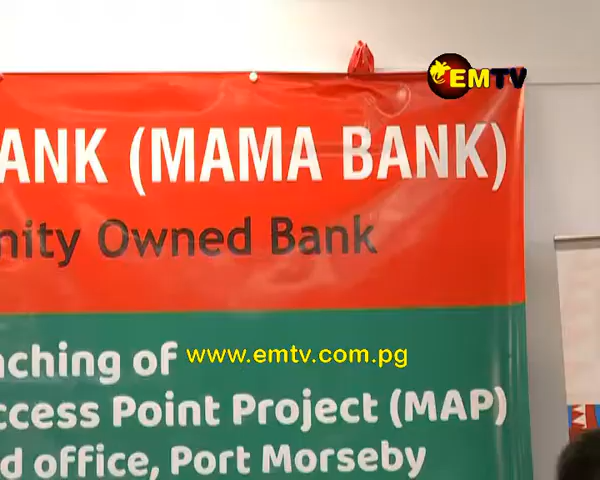 EMTV
ANK (MAMA BANK)
nity Owned Bank
nching of
www.emtv.com.pg
ccess Point Project (MAP)
d office, Port Morseby